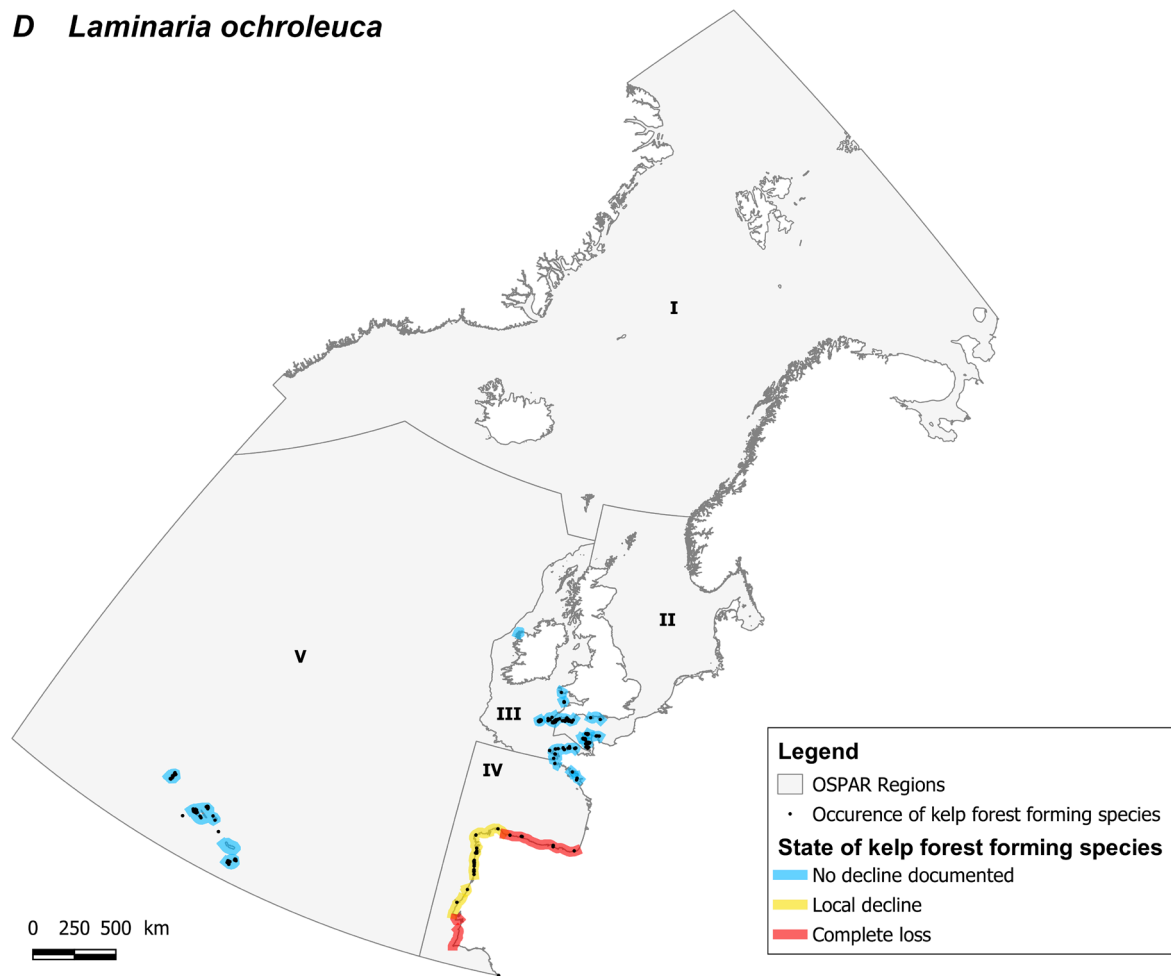 D Laminaria ochroleuca
I
II
V
III
IV
Legend
OSPAR Regions
Occurence of kelp forest forming species
State of kelp forest forming species
No decline documented
Local decline
Complete loss
0 250 500 km